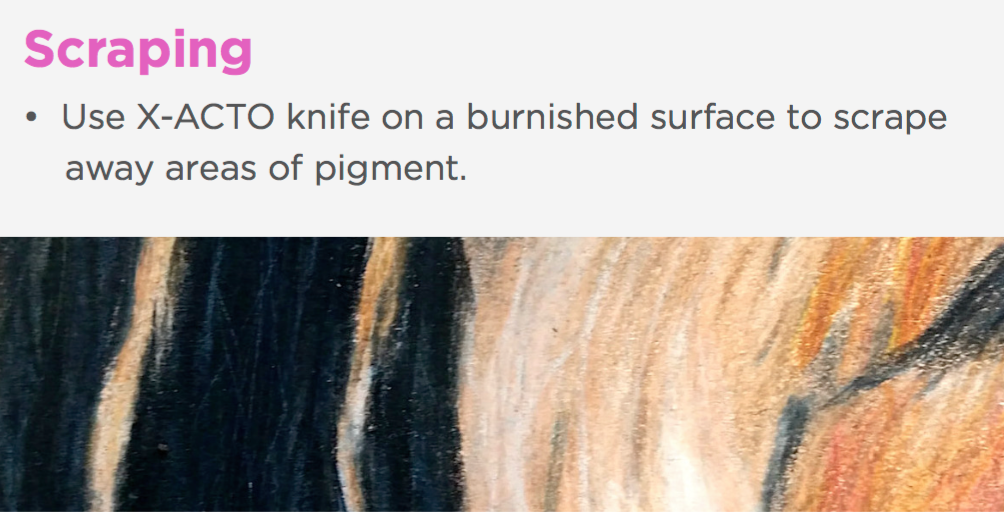 Scraping
• Use X-ACTO knife on a burnished surface to scrape
away areas of pigment.